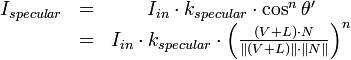 I_{specular} = I_{in} · k_{specular} · cos^n θ′
= I_{in} · k_{specular} · ( (V+L)·N / ‖(V+L)‖·‖N‖ )^n